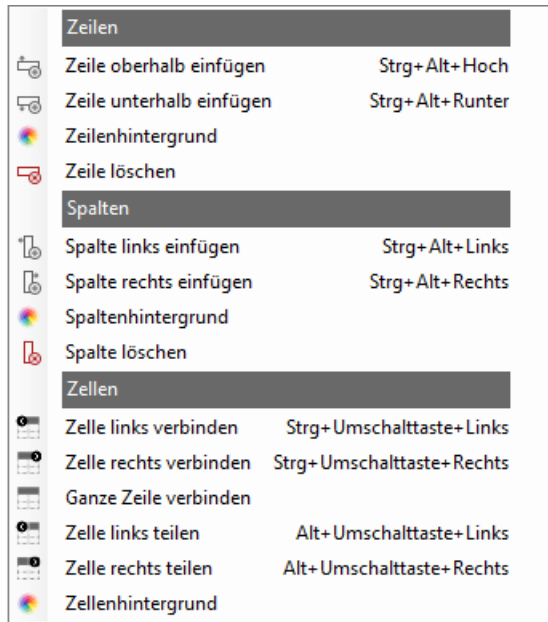 Zeilen
Zeile oberhalb einfügen Strg+Alt+Hoch
Zeile unterhalb einfügen Strg+Alt+Runter
Zeilenhintergrund
Zeile löschen
Spalten
Spalte links einfügen Strg+Alt+Links
Spalte rechts einfügen Strg+Alt+Rechts
Spaltenhintergrund
Spalte löschen
Zellen
Zelle links verbinden Strg+Umschalttaste+Links
Zelle rechts verbinden Strg+Umschalttaste+Rechts
Ganze Zeile verbinden
Zelle links teilen Alt+Umschalttaste+Links
Zelle rechts teilen Alt+Umschalttaste+Rechts
Zellenhintergrund